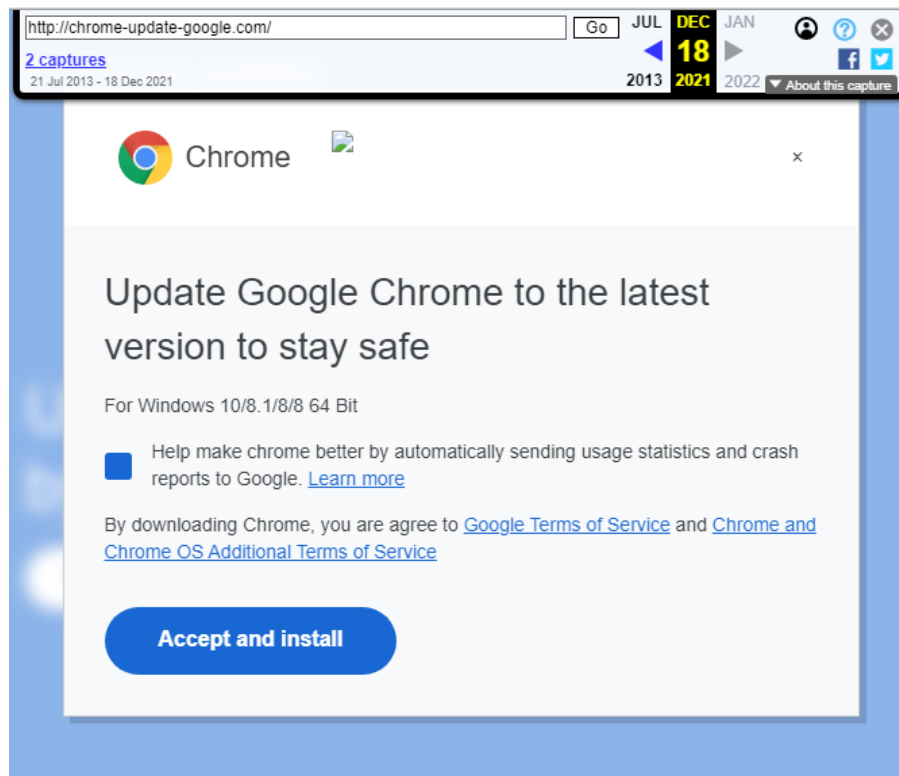 http://chrome-update-google.com/
Go
JUL DEC JAN
2 captures
18
21 Jul 2013 - 18 Dec 2021
2013 2021 2022
About this capture
Chrome
×
Update Google Chrome to the latest
version to stay safe
For Windows 10/8.1/8/8 64 Bit
Help make chrome better by automatically sending usage statistics and crash
reports to Google. Learn more
By downloading Chrome, you are agree to Google Terms of Service and Chrome and
Chrome OS Additional Terms of Service
Accept and install